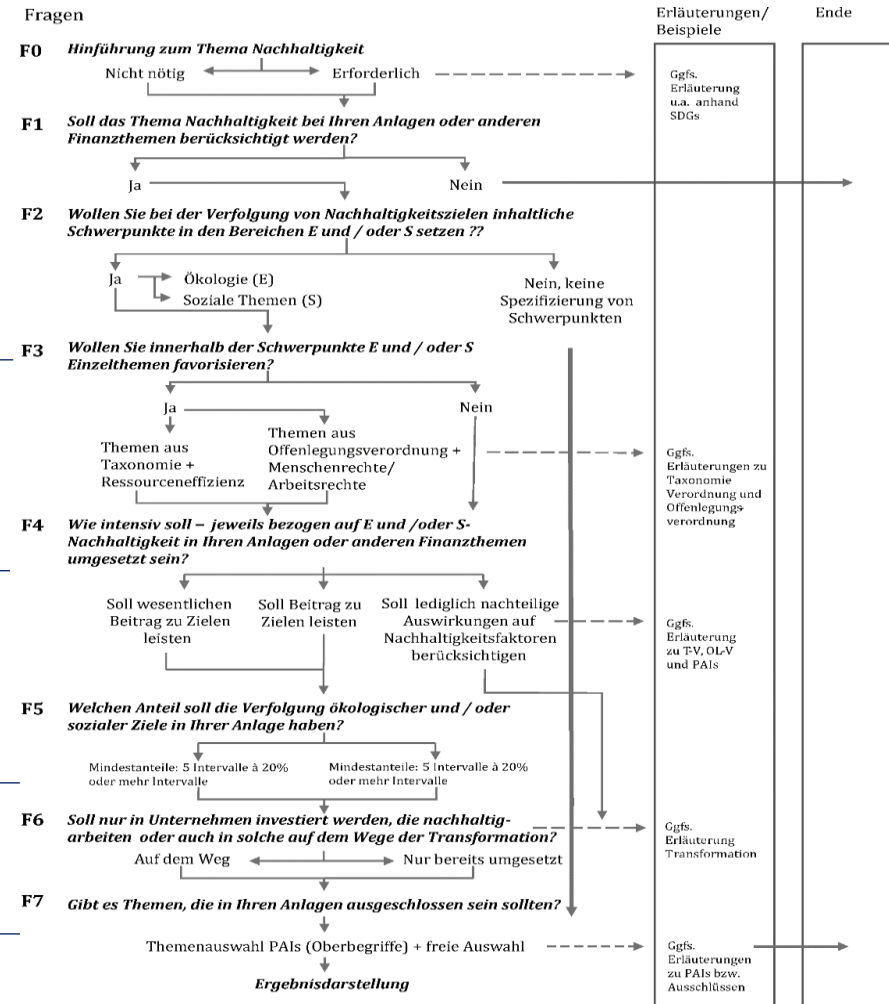 Fragen
Erläuterungen/
Beispiele
Ende
F0 Hinführung zum Thema Nachhaltigkeit
Nicht nötig Erforderlich
Ggfs.
Erläuterung
u.a. anhand
SDGs
F1 Soll das Thema Nachhaltigkeit bei Ihren Anlagen oder anderen
Finanzthemen berücksichtigt werden?
Ja Nein
F2 Wollen Sie bei der Verfolgung von Nachhaltigkeitszielen inhaltliche
Schwerpunkte in den Bereichen E und / oder S setzen ??
Ja Ökologie (E)
Soziale Themen (S)
Nein, keine
Spezifizierung von
Schwerpunkten
F3 Wollen Sie innerhalb der Schwerpunkte E und / oder S
Einzelthemen favorisieren?
Ja Nein
Themen aus
Taxonomie +
Ressourceneffizienz
Themen aus
Offenlegungsverordnung +
Menschenrechte/
Arbeitsrechte
Ggfs.
Erläuterungen zu
Taxonomie
Verordnung und
Offenlegungs-
verordnung
F4 Wie intensiv soll – jeweils bezogen auf E und /oder S-
Nachhaltigkeit in Ihren Anlagen oder anderen Finanzthemen
umgesetzt sein?
Soll wesentlichen
Beitrag zu Zielen
leisten
Soll Beitrag zu
Zielen leisten
Soll lediglich nachteilige
Auswirkungen auf
Nachhaltigkeitsfaktoren
berücksichtigen
Ggfs.
Erläuterung
zu T-V, OL-V
und PAIs
F5 Welchen Anteil soll die Verfolgung ökologischer und / oder
sozialer Ziele in Ihrer Anlage haben?
Mindestanteile: 5 Intervalle à 20%
oder mehr Intervalle
Mindestanteile: 5 Intervalle à 20%
oder mehr Intervalle
F6 Soll nur in Unternehmen investiert werden, die nachhaltig-
arbeiten oder auch in solche auf dem Wege der Transformation?
Auf dem Weg Nur bereits umgesetzt
Ggfs.
Erläuterung
Transformation
F7 Gibt es Themen, die in Ihren Anlagen ausgeschlossen sein sollten?
Themenauswahl PAIs (Oberbegriffe) + freie Auswahl
Ggfs.
Erläuterungen
zu PAIs bzw.
Ausschlüssen
Ergebnisdarstellung